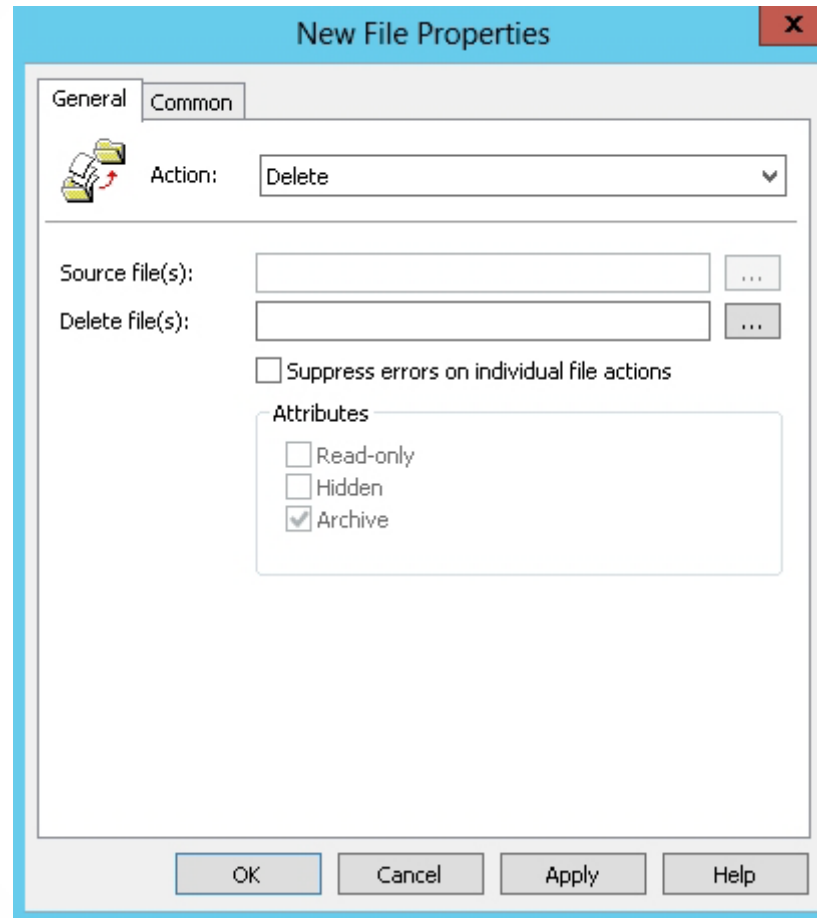 New File Properties
x
General Common
Action: Delete
Source file(s): ...
Delete file(s): ...
Suppress errors on individual file actions
Attributes
Read-only
Hidden
Archive
OK Cancel Apply Help